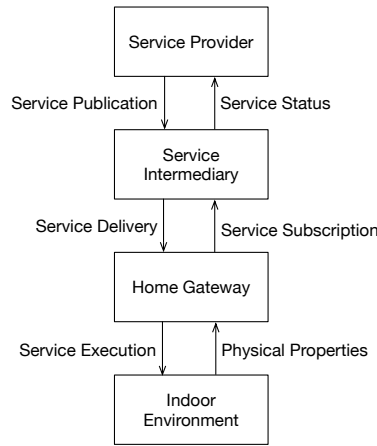 Service Provider
Service Publication
Service Status
Service
Intermediary
Service Delivery
Service Subscription
Home Gateway
Service Execution
Physical Properties
Indoor
Environment